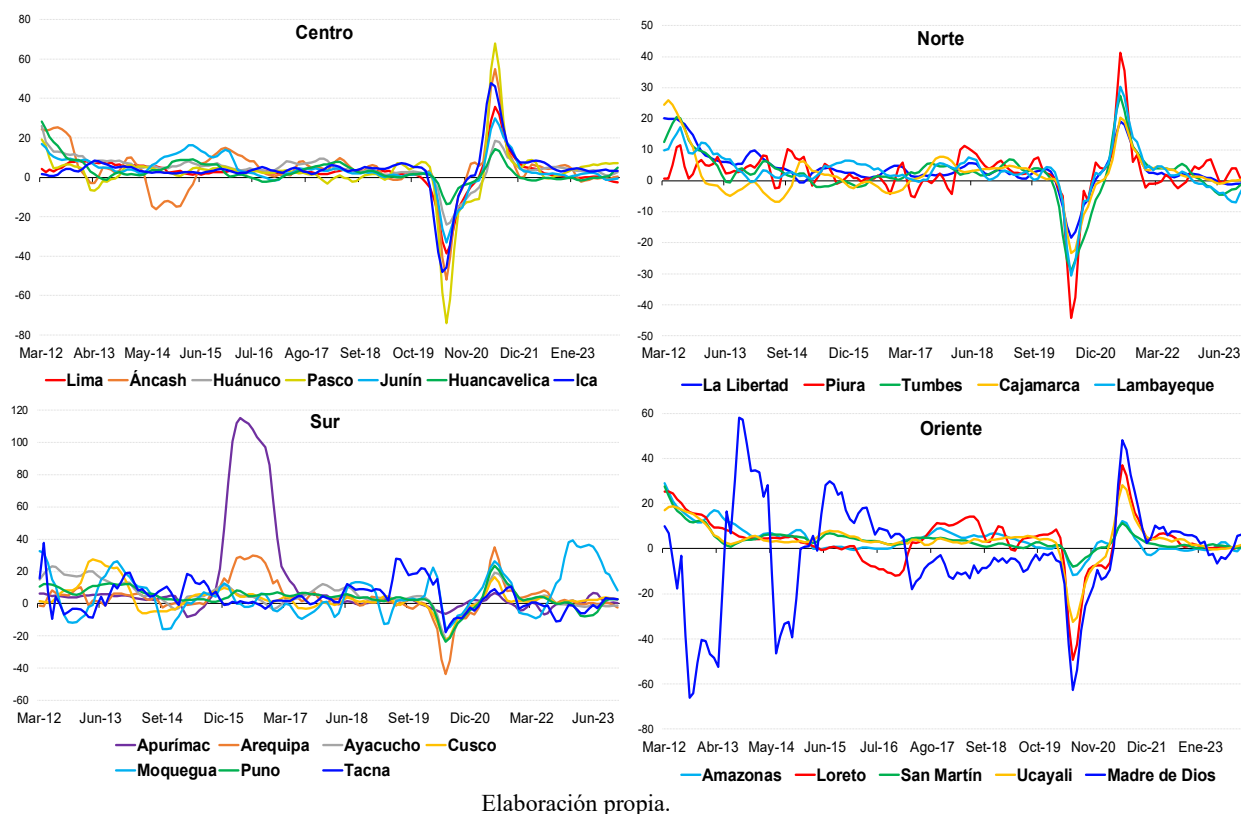 Centro
80
60
40
20
0
-20
-40
-60
-80
Mar-12 Abr-13 May-14 Jun-15 Jul-16 Ago-17 Set-18 Oct-19 Nov-20 Dic-21 Ene-23
Lima Áncash Huánuco Pasco Junín Huancavelica Ica
Norte
50
40
30
20
10
0
-10
-20
-30
-40
-50
Mar-12 Jun-13 Set-14 Dic-15 Mar-17 Jun-18 Set-19 Dic-20 Mar-22 Jun-23
La Libertad Piura Tumbes Cajamarca Lambayeque
Sur
120
100
80
60
40
20
0
-20
-40
-60
Mar-12 Jun-13 Set-14 Dic-15 Mar-17 Jun-18 Set-19 Dic-20 Mar-22 Jun-23
Apurímac Arequipa Ayacucho Cusco
Moquegua Puno Tacna
Oriente
60
40
20
0
-20
-40
-60
-80
Mar-12 Abr-13 May-14 Jun-15 Jul-16 Ago-17 Set-18 Oct-19 Nov-20 Dic-21 Ene-23
Amazonas Loreto San Martín Ucayali Madre de Dios
Elaboración propia.